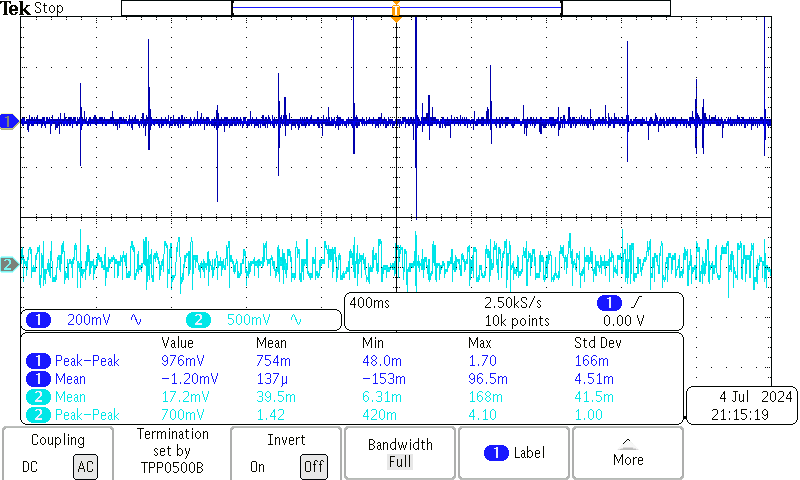 Tek Stop
T
1
2
400ms 2.50kS/s 1
10k points 0.00 V
1 200mV 2 500mV
Value Mean Min Max Std Dev
1 Peak-Peak 976mV 754m 48.0m 1.70 166m
1 Mean -1.20mV 137µ -153m 96.5m 4.51m
2 Mean 17.2mV 39.5m 6.31m 168m 41.5m
2 Peak-Peak 700mV 1.42 420m 4.10 1.00
4 Jul 2024
21:15:19
Coupling
DC AC
Termination
set by
TPP0500B
Invert
On Off
Bandwidth
Full
1 Label
More